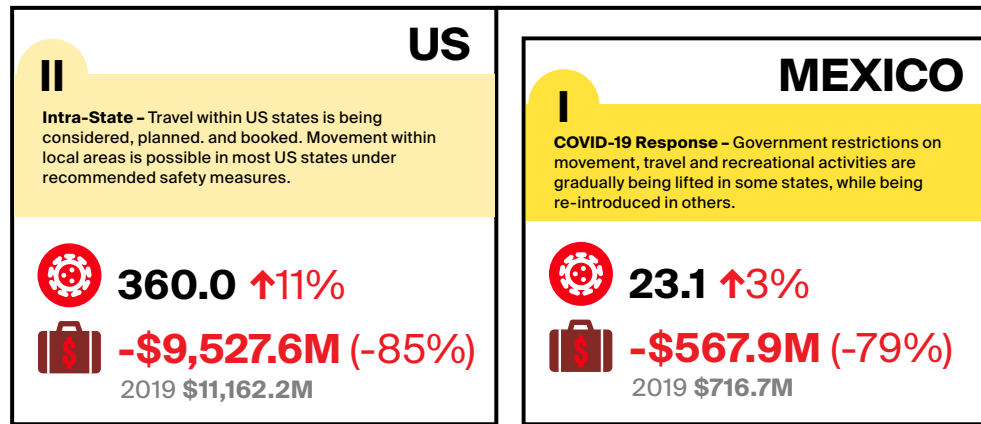 US
II
Intra-State – Travel within US states is being
considered, planned. and booked. Movement within
local areas is possible in most US states under
recommended safety measures.
360.0 ↑11%
$
-$9,527.6M (-85%)
2019 $11,162.2M
MEXICO
I
COVID-19 Response – Government restrictions on
movement, travel and recreational activities are
gradually being lifted in some states, while being
re-introduced in others.
23.1 ↑3%
$
-$567.9M (-79%)
2019 $716.7M